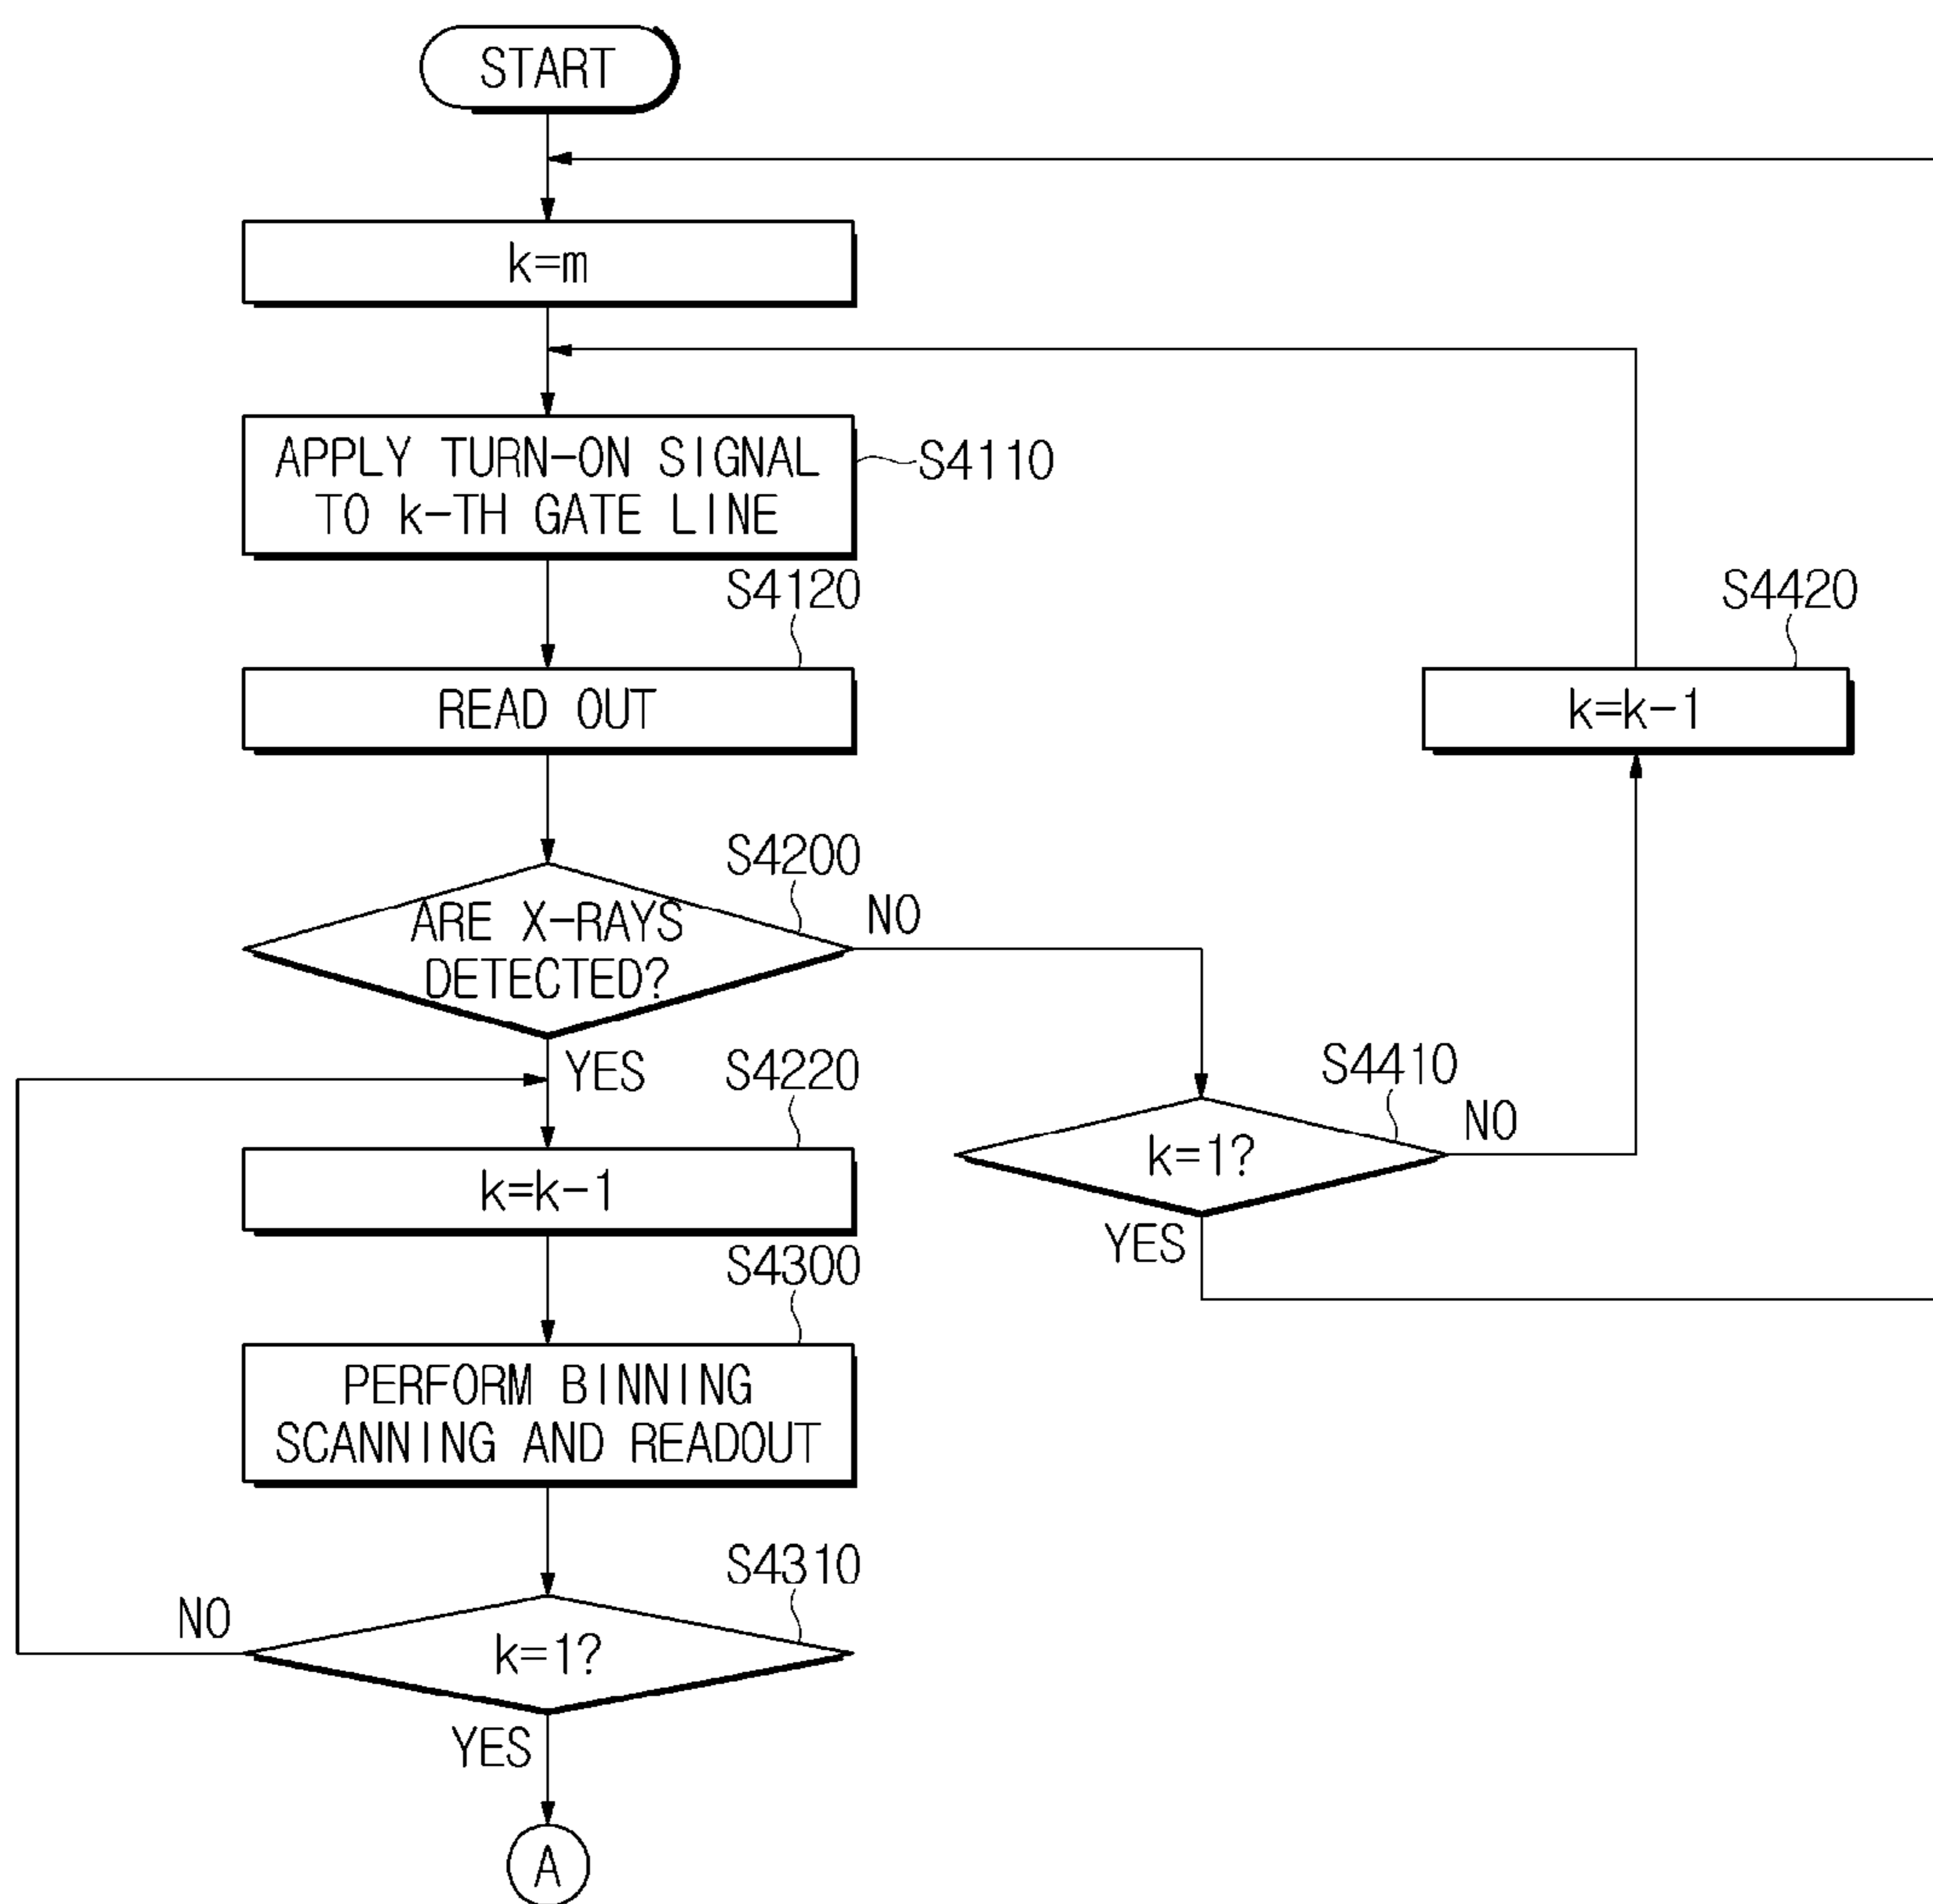 START
k=m
APPLY TURN-ON SIGNAL
TO k-TH GATE LINE
S4110
S4120
READ OUT
S4420
k=k-1
S4200
ARE X-RAYS
DETECTED?
NO
YES
S4220
k=k-1
S4410
k=1?
NO
YES
S4300
PERFORM BINNING
SCANNING AND READOUT
S4310
NO
k=1?
YES
A